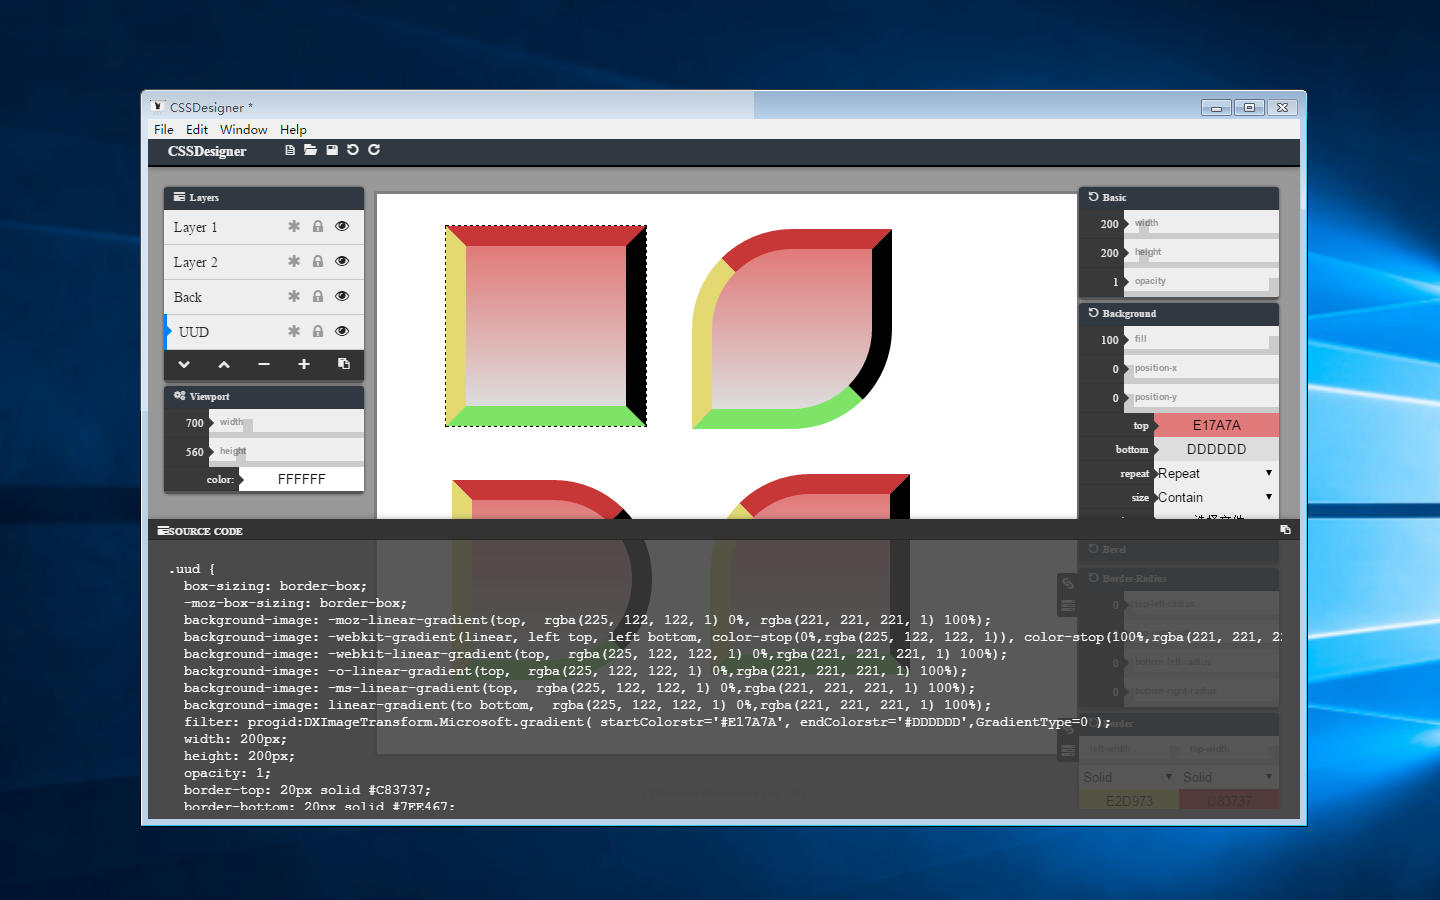 CSSDesigner *
File Edit Window Help
CSSDesigner
Layers
Layer 1
Layer 2
Back
UUD
Viewport
700 width
560 height
color: FFFFFF
Basic
200 width
200 height
1 opacity
Background
100 fill
0 position-x
0 position-y
top E17A7A
bottom DDDDDD
repeat Repeat
size Contain
选择文件
SOURCE CODE
.uud {
box-sizing: border-box;
-moz-box-sizing: border-box;
background-image: -moz-linear-gradient(top, rgba(225, 122, 122, 1) 0%, rgba(221, 221, 221, 1) 100%);
background-image: -webkit-gradient(linear, left top, left bottom, color-stop(0%,rgba(225, 122, 122, 1)), color-stop(100%,rgba(221, 221, 2
background-image: -webkit-linear-gradient(top, rgba(225, 122, 122, 1) 0%,rgba(221, 221, 221, 1) 100%);
background-image: -o-linear-gradient(top, rgba(225, 122, 122, 1) 0%,rgba(221, 221, 221, 1) 100%);
background-image: -ms-linear-gradient(top, rgba(225, 122, 122, 1) 0%,rgba(221, 221, 221, 1) 100%);
background-image: linear-gradient(to bottom, rgba(225, 122, 122, 1) 0%,rgba(221, 221, 221, 1) 100%);
filter: progid:DXImageTransform.Microsoft.gradient( startColorstr='#E17A7A', endColorstr='#DDDDDD',GradientType=0 );
width: 200px;
height: 200px;
opacity: 1;
border-top: 20px solid #C83737;
border-bottom: 20px solid #7EE467;
Bevel
Border-Radius
0 top-left-radius
0 bottom-left-radius
0 bottom-right-radius
Border
left-width top-width
Solid Solid
E2D973 C83737